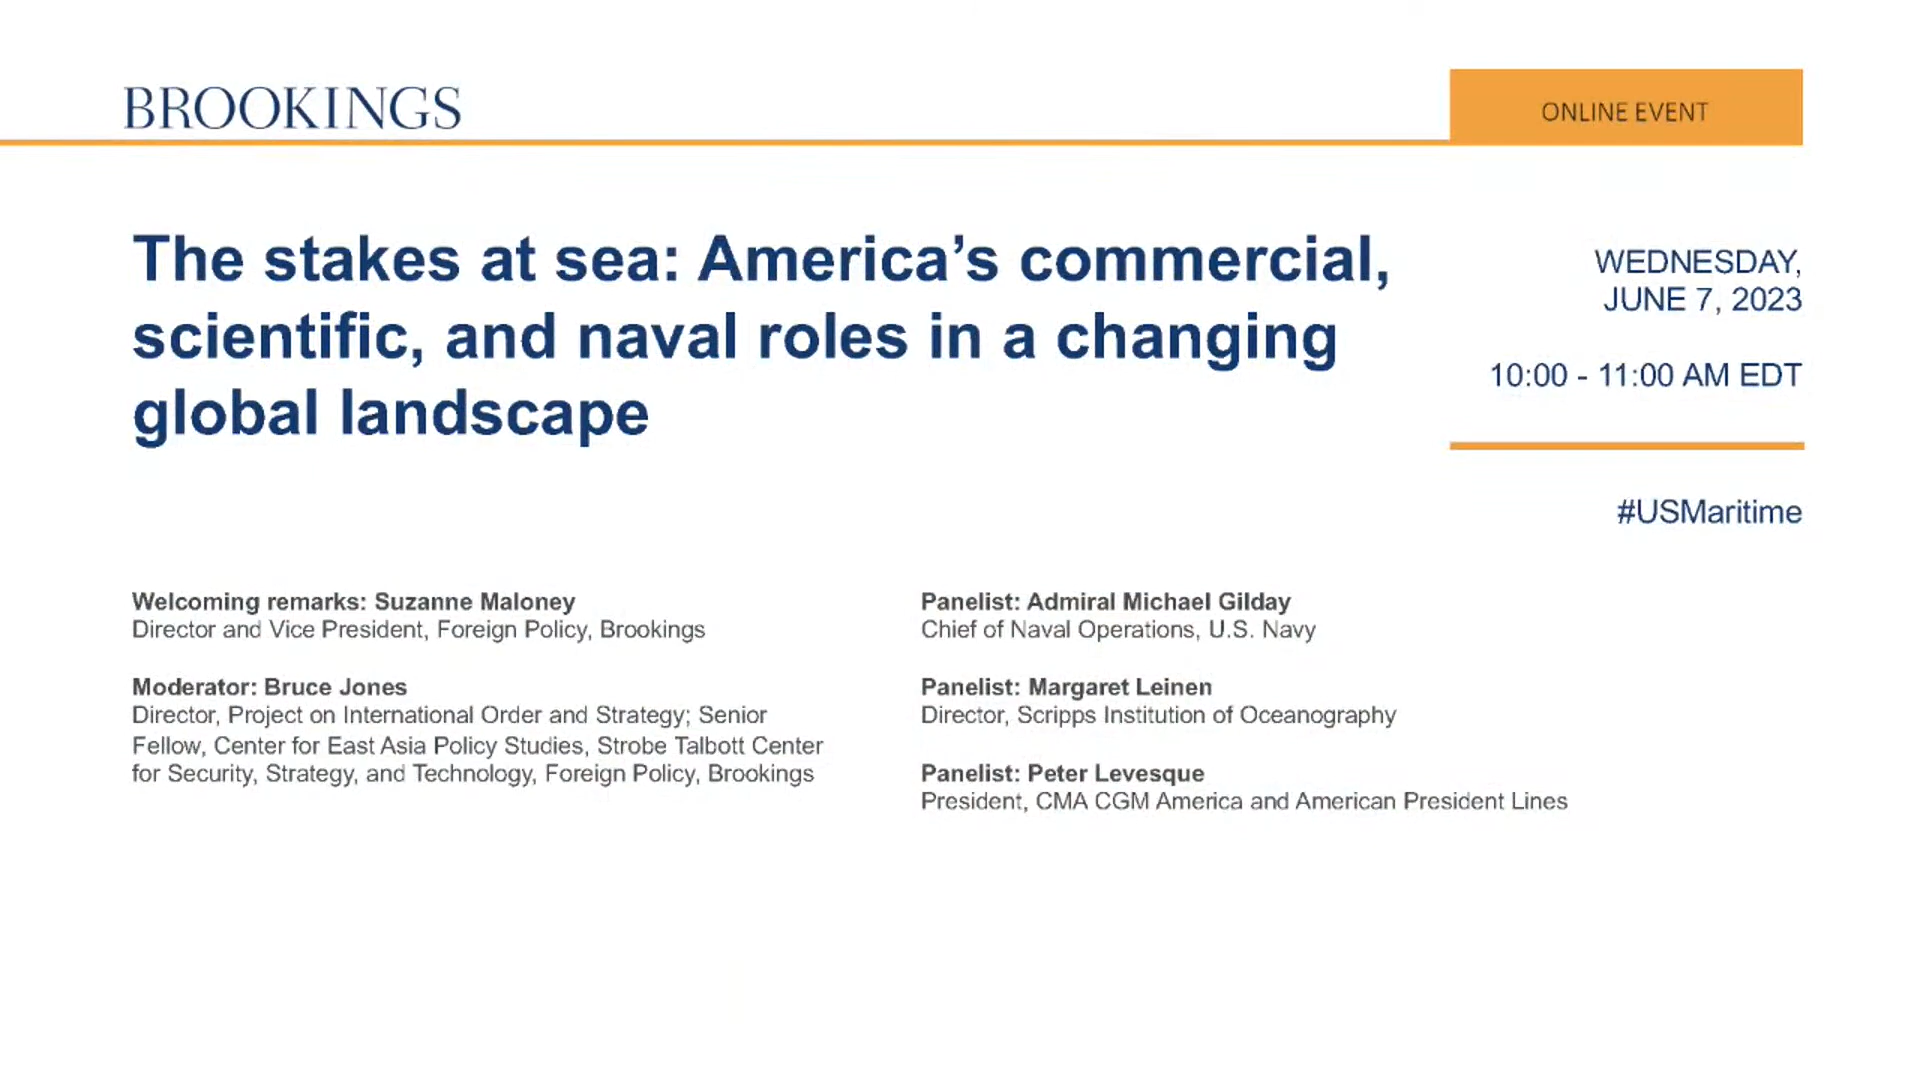 BROOKINGS
ONLINE EVENT
The stakes at sea: America’s commercial,
scientific, and naval roles in a changing
global landscape
WEDNESDAY,
JUNE 7, 2023
10:00 - 11:00 AM EDT
#USMaritime
Welcoming remarks: Suzanne Maloney
Director and Vice President, Foreign Policy, Brookings
Moderator: Bruce Jones
Director, Project on International Order and Strategy; Senior
Fellow, Center for East Asia Policy Studies, Strobe Talbott Center
for Security, Strategy, and Technology, Foreign Policy, Brookings
Panelist: Admiral Michael Gilday
Chief of Naval Operations, U.S. Navy
Panelist: Margaret Leinen
Director, Scripps Institution of Oceanography
Panelist: Peter Levesque
President, CMA CGM America and American President Lines